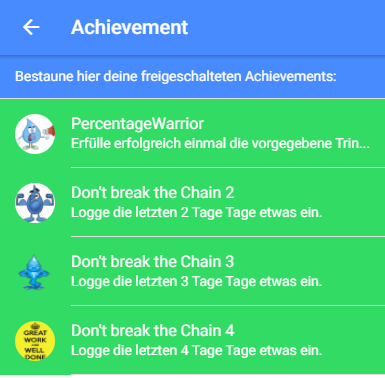 Achievement
Bestaune hier deine freigeschalteten Achievements:
PercentageWarrior
Erfülle erfolgreich einmal die vorgegebene Trin...
Don't break the Chain 2
Logge die letzten 2 Tage Tage etwas ein.
Don't break the Chain 3
Logge die letzten 3 Tage Tage etwas ein.
GREAT
WORK
AND
WELL
DONE
Don't break the Chain 4
Logge die letzten 4 Tage Tage etwas ein.